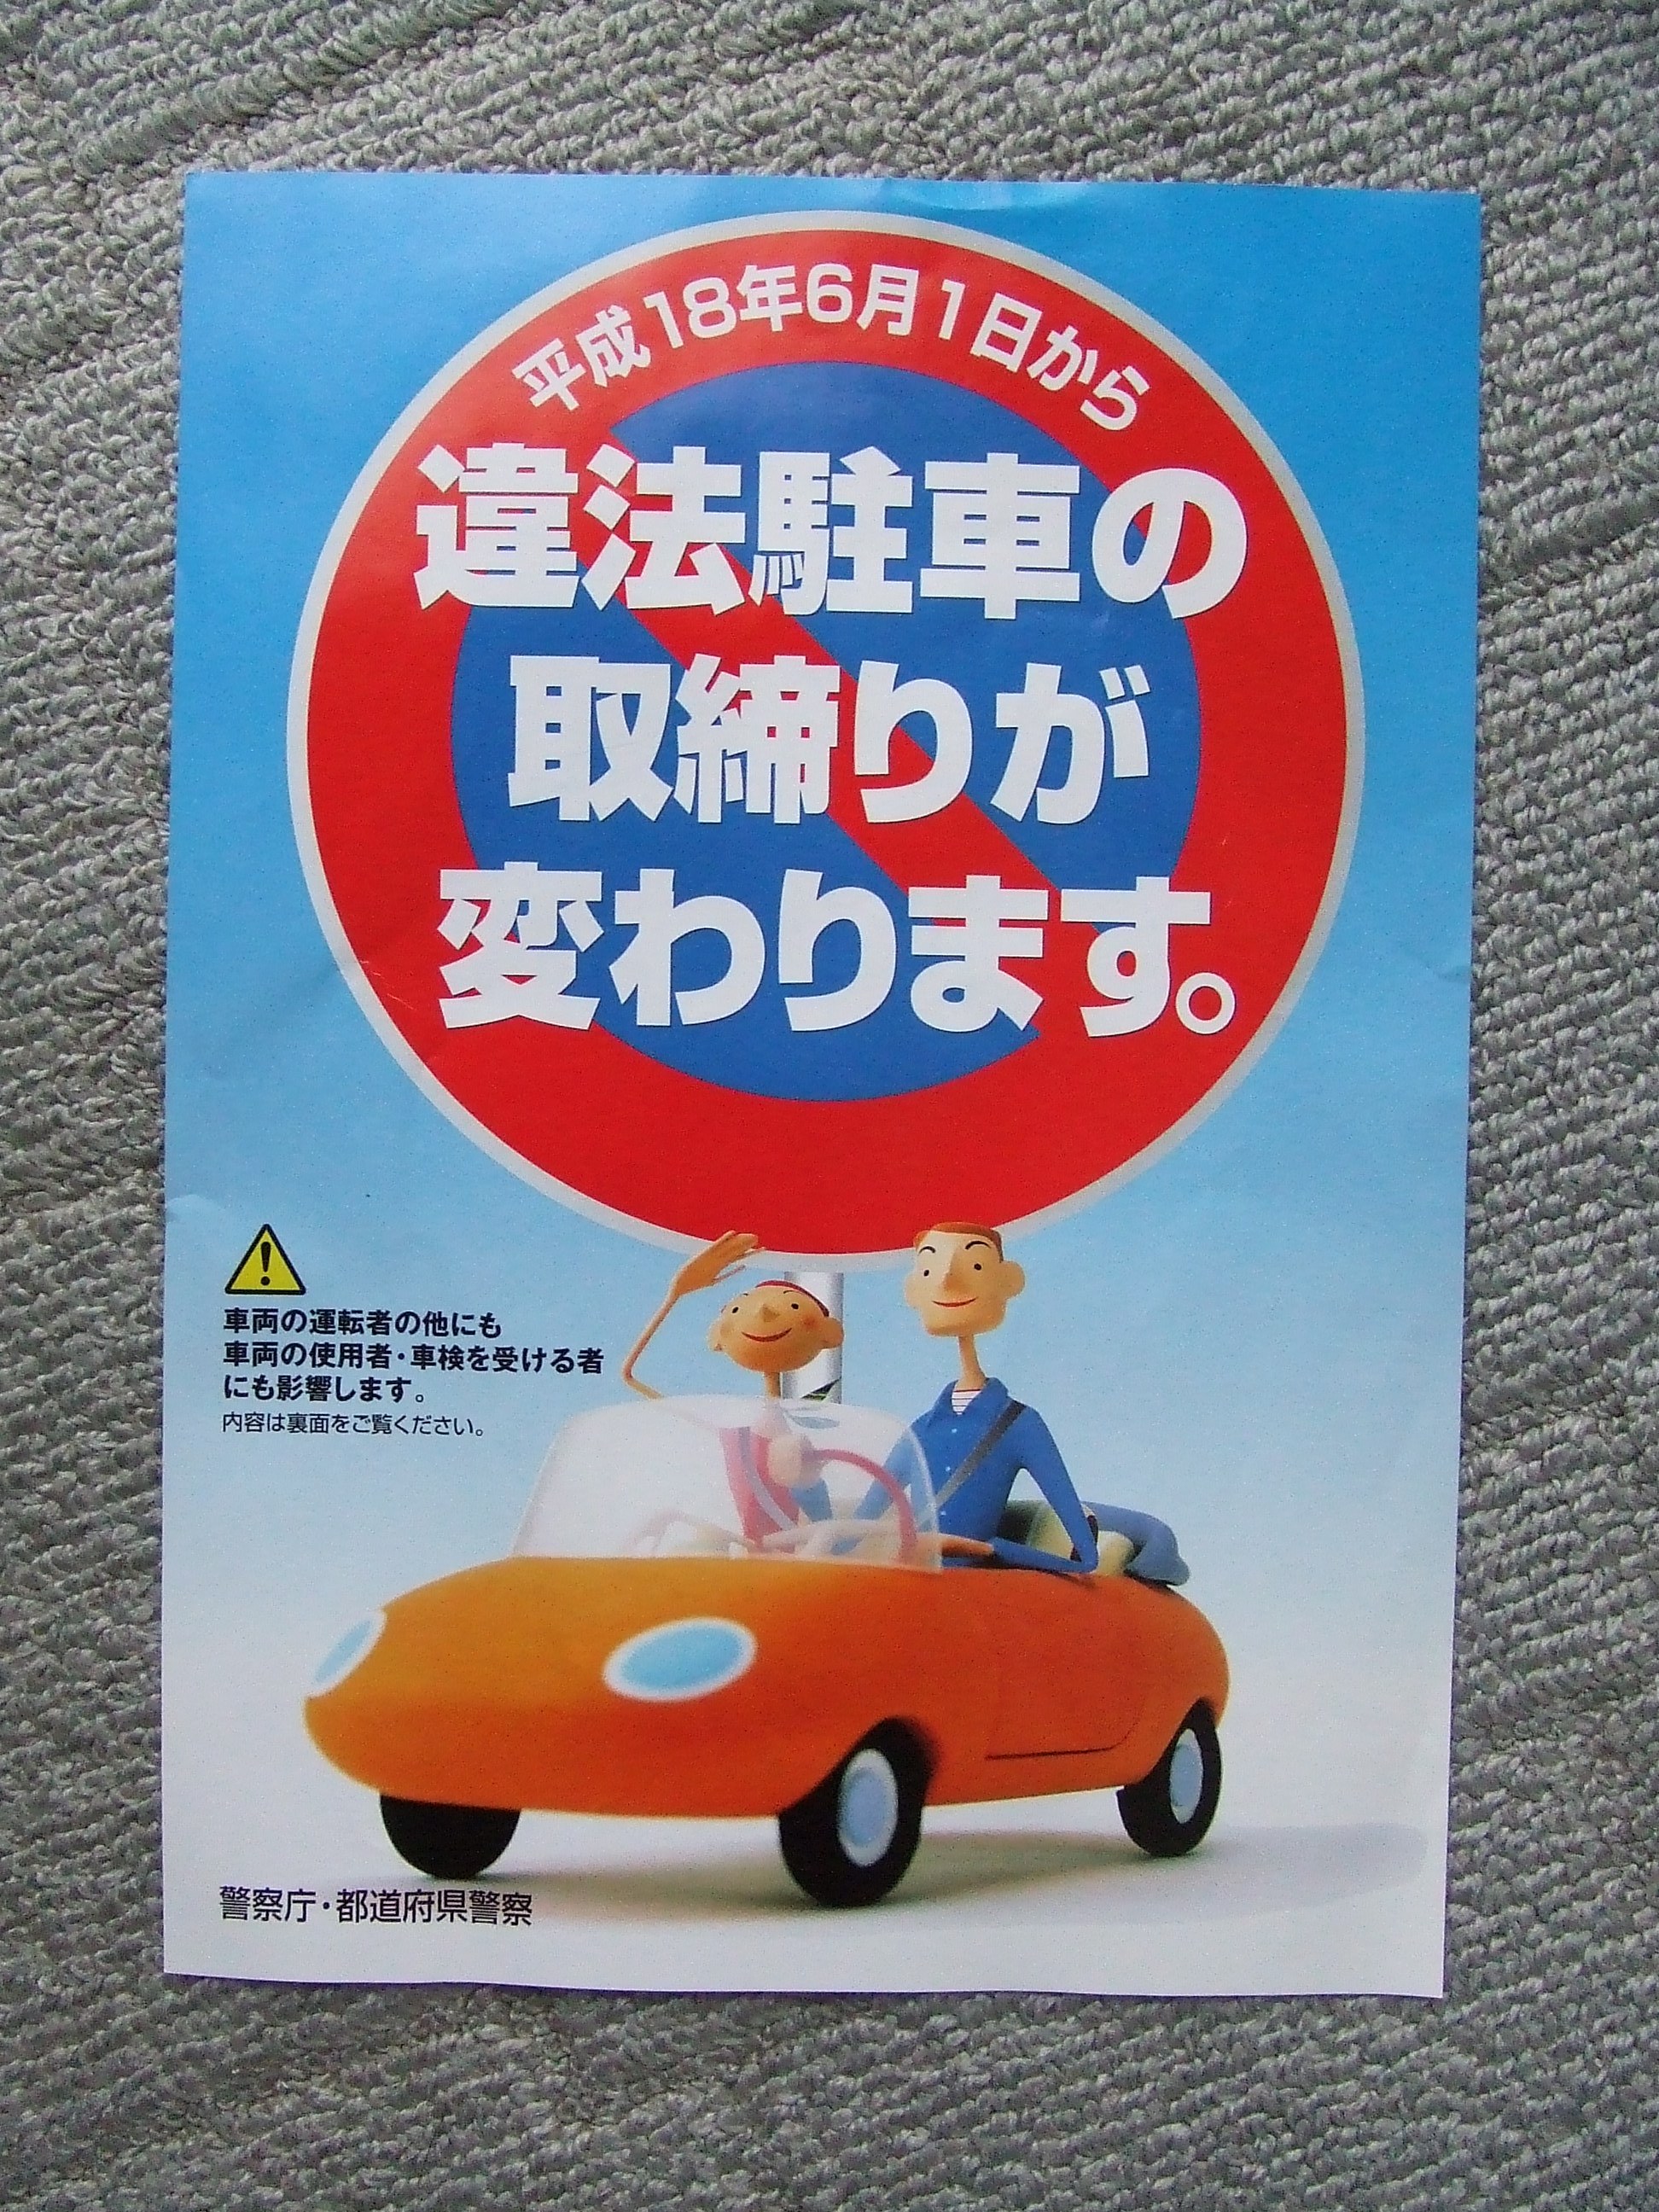 平成18年6月1日から
違法駐車の
取締りが
変わります。
車両の運転者の他にも
車両の使用者・車検を受ける者
にも影響します。
内容は裏面をご覧ください。
警察庁・都道府県警察